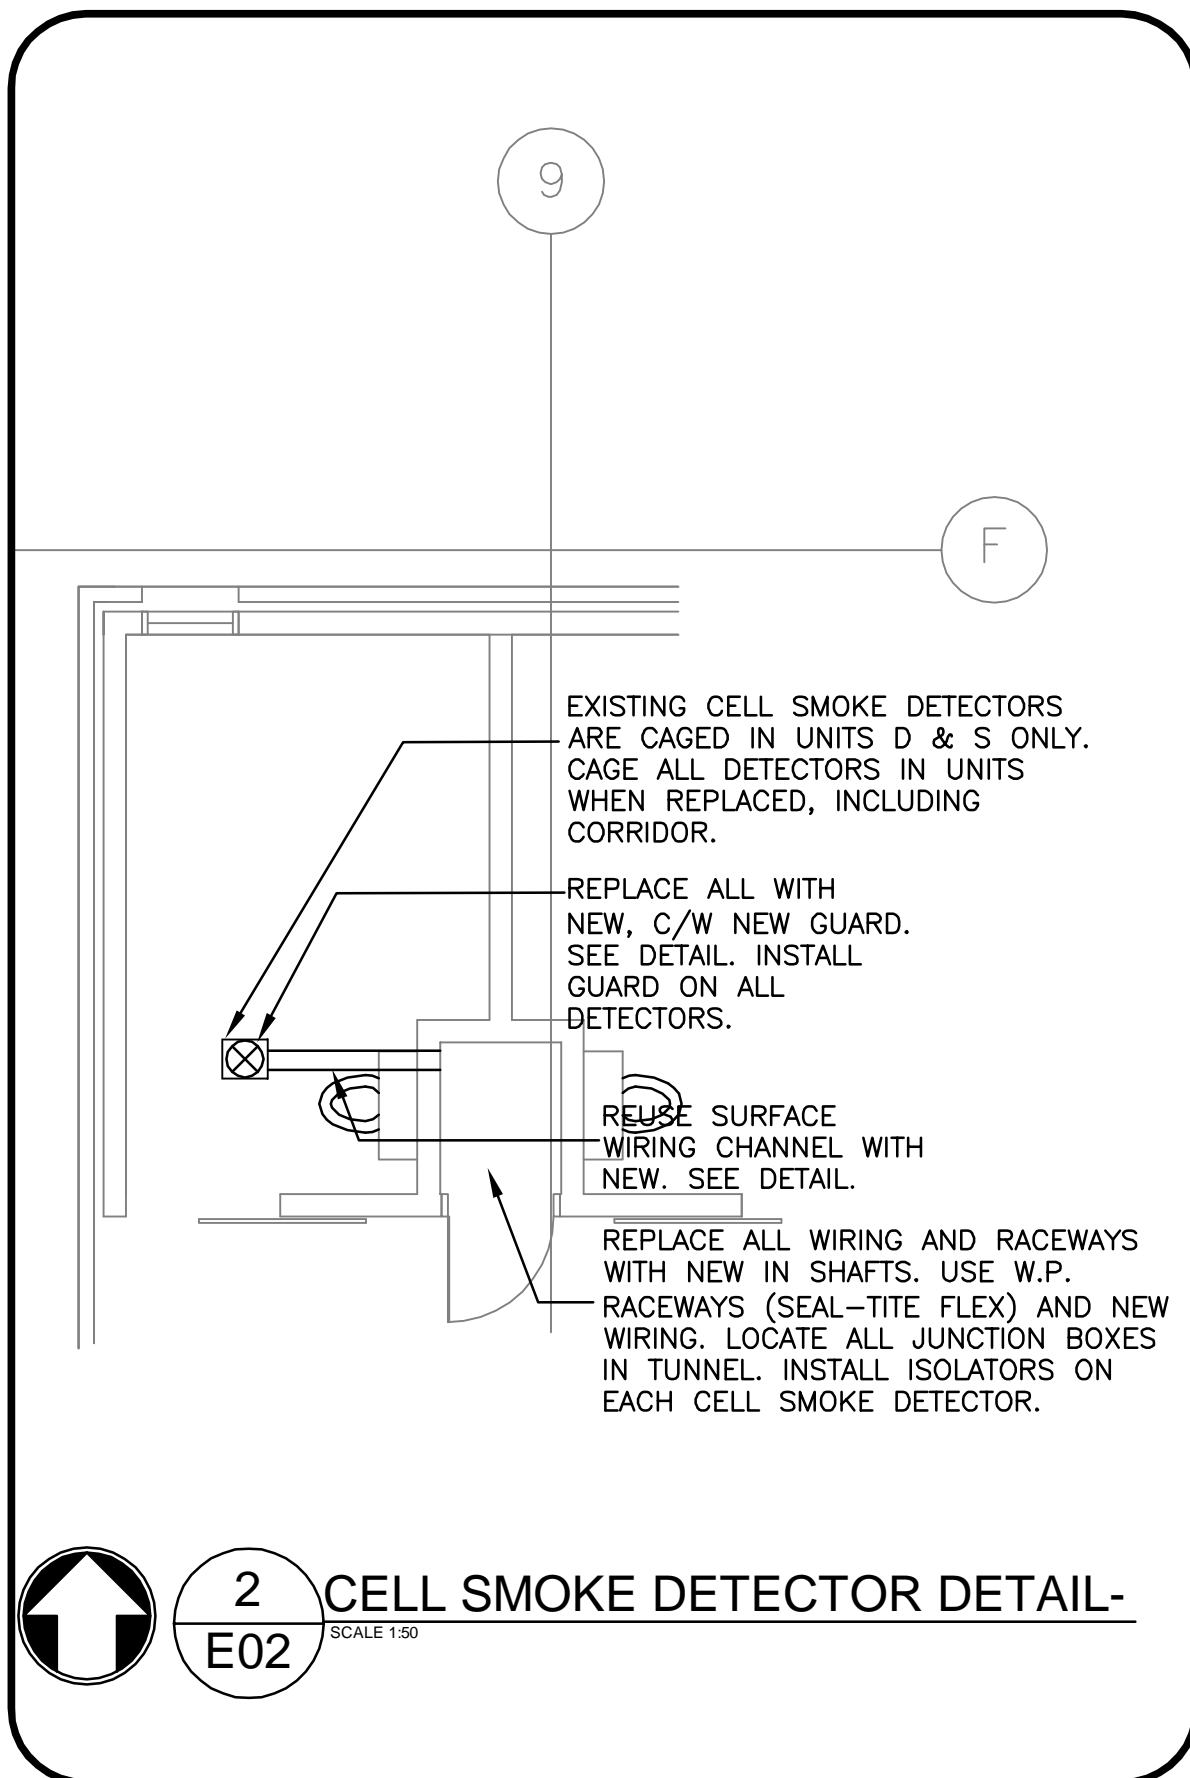 9
F
EXISTING CELL SMOKE DETECTORS
ARE CAGED IN UNITS D & S ONLY.
CAGE ALL DETECTORS IN UNITS
WHEN REPLACED, INCLUDING
CORRIDOR.
REPLACE ALL WITH
NEW, C/W NEW GUARD.
SEE DETAIL. INSTALL
GUARD ON ALL
DETECTORS.
REUSE SURFACE
WIRING CHANNEL WITH
NEW. SEE DETAIL.
REPLACE ALL WIRING AND RACEWAYS
WITH NEW IN SHAFTS. USE W.P.
RACEWAYS (SEAL-TITE FLEX) AND NEW
WIRING. LOCATE ALL JUNCTION BOXES
IN TUNNEL. INSTALL ISOLATORS ON
EACH CELL SMOKE DETECTOR.
2
E02
CELL SMOKE DETECTOR DETAIL-
SCALE 1:50